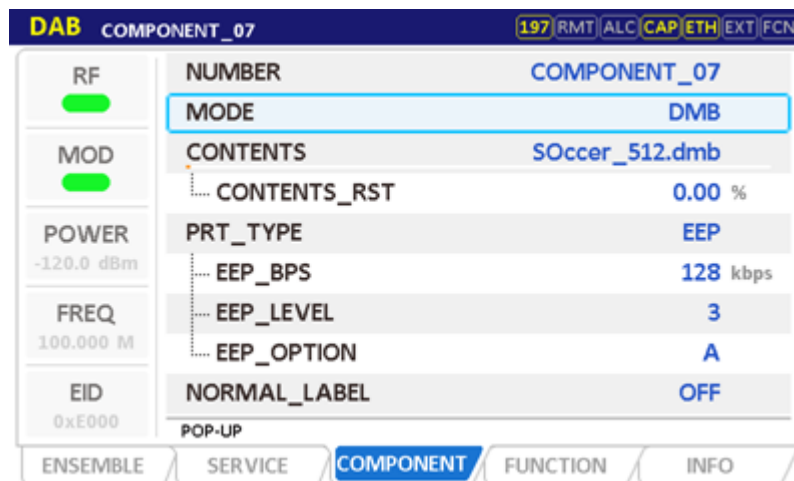 DAB COMPONENT_07 197 RMT ALC CAP ETH EXT FCN
RF NUMBER COMPONENT_07
MODE DMB
MOD CONTENTS SOccer_512.dmb
CONTENTS_RST 0.00 %
POWER PRT_TYPE EEP
-120.0 dBm EEP_BPS 128 kbps
FREQ EEP_LEVEL 3
100.000 M EEP_OPTION A
EID NORMAL_LABEL OFF
0xE000 POP-UP
ENSEMBLE SERVICE COMPONENT FUNCTION INFO